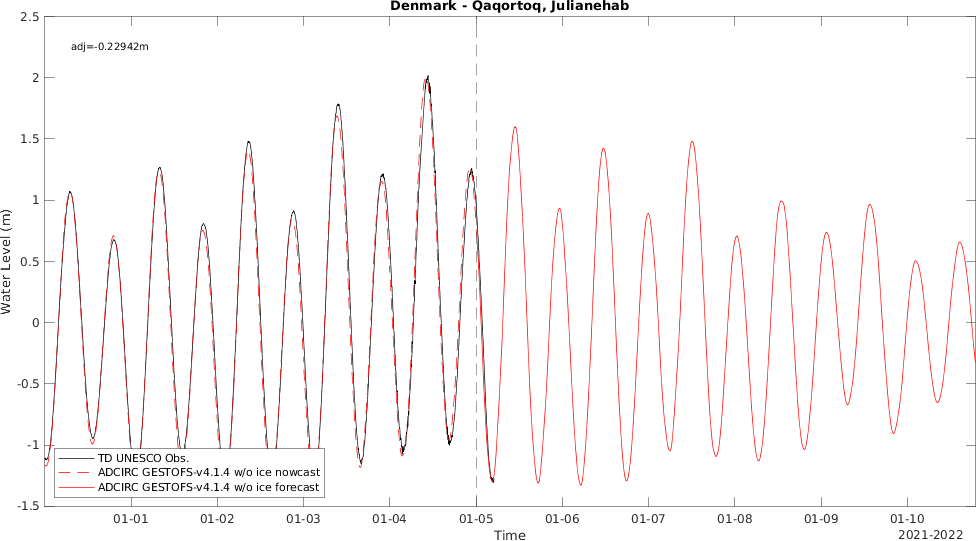 Denmark - Qaqortoq, Julianehab
adj=-0.22942m
2.5
2
1.5
1
0.5
0
-0.5
-1
-1.5
Water Level (m)
TD UNESCO Obs.
ADCIRC GESTOFS-v4.1.4 w/o ice nowcast
ADCIRC GESTOFS-v4.1.4 w/o ice forecast
01-01 01-02 01-03 01-04 01-05 01-06 01-07 01-08 01-09 01-10
Time
2021-2022